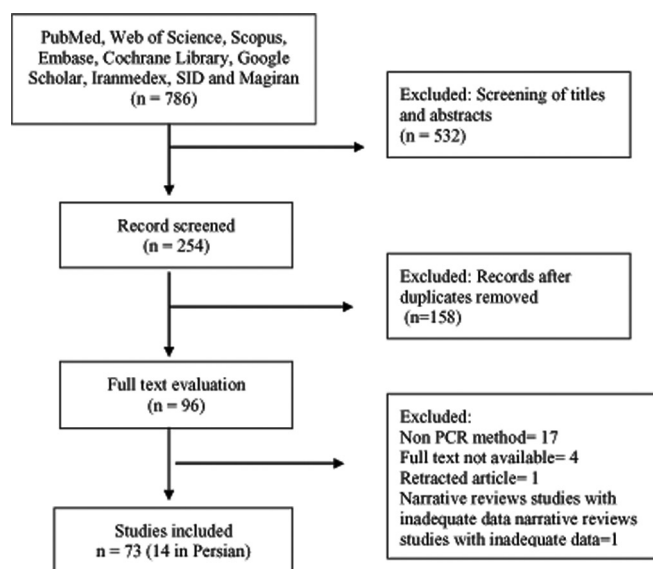 PubMed, Web of Science, Scopus,
Embase, Cochrane Library, Google
Scholar, Iranmedex, SID and Magiran
(n = 786)
Excluded: Screening of titles
and abstracts
(n = 532)
Record screened
(n = 254)
Excluded: Records after
duplicates removed
(n=158)
Full text evaluation
(n = 96)
Excluded:
Non PCR method= 17
Full text not available= 4
Retracted article= 1
Narrative reviews studies with
inadequate data narrative reviews
studies with inadequate data=1
Studies included
n = 73 (14 in Persian)